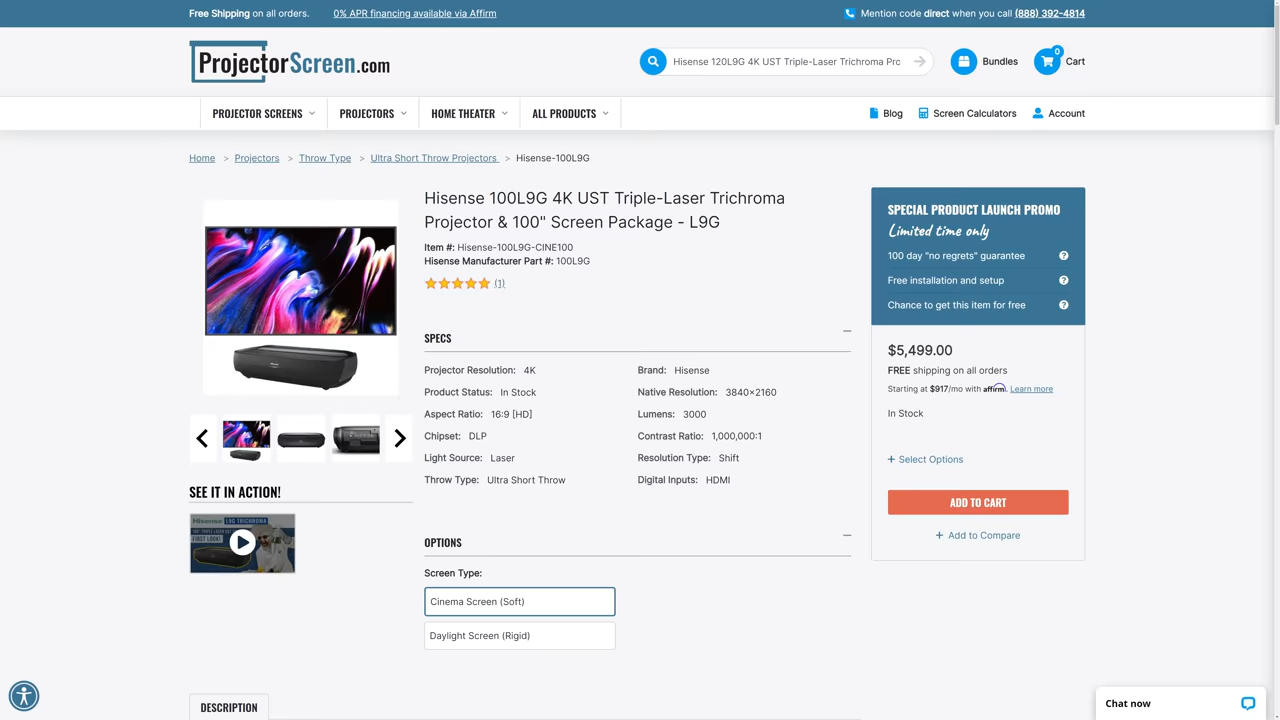 Free Shipping on all orders.
0% APR financing available via Affirm
Mention code direct when you call (888) 392-4814
ProjectorScreen.com
Hisense 120L9G 4K UST Triple-Laser Trichroma Prc
Bundles
0
Cart
PROJECTOR SCREENS
PROJECTORS
HOME THEATER
ALL PRODUCTS
Blog
Screen Calculators
Account
Home > Projectors > Throw Type > Ultra Short Throw Projectors > Hisense-100L9G
Hisense 100L9G 4K UST Triple-Laser Trichroma
Projector & 100" Screen Package - L9G
Item #: Hisense-100L9G-CINE100
Hisense Manufacturer Part #: 100L9G
(1)
SPECS
Projector Resolution: 4K
Brand: Hisense
Product Status: In Stock
Native Resolution: 3840x2160
Aspect Ratio: 16:9 [HD]
Lumens: 3000
Chipset: DLP
Contrast Ratio: 1,000,000:1
Light Source: Laser
Resolution Type: Shift
Throw Type: Ultra Short Throw
Digital Inputs: HDMI
SEE IT IN ACTION!
Hisense L9G TRICHROMA
FIRST LOOK!
OPTIONS
Screen Type:
Cinema Screen (Soft)
Daylight Screen (Rigid)
SPECIAL PRODUCT LAUNCH PROMO
Limited time only
100 day "no regrets" guarantee
Free installation and setup
Chance to get this item for free
$5,499.00
FREE shipping on all orders
Starting at $917/mo with affirm. Learn more
In Stock
+ Select Options
ADD TO CART
+ Add to Compare
DESCRIPTION
Chat now